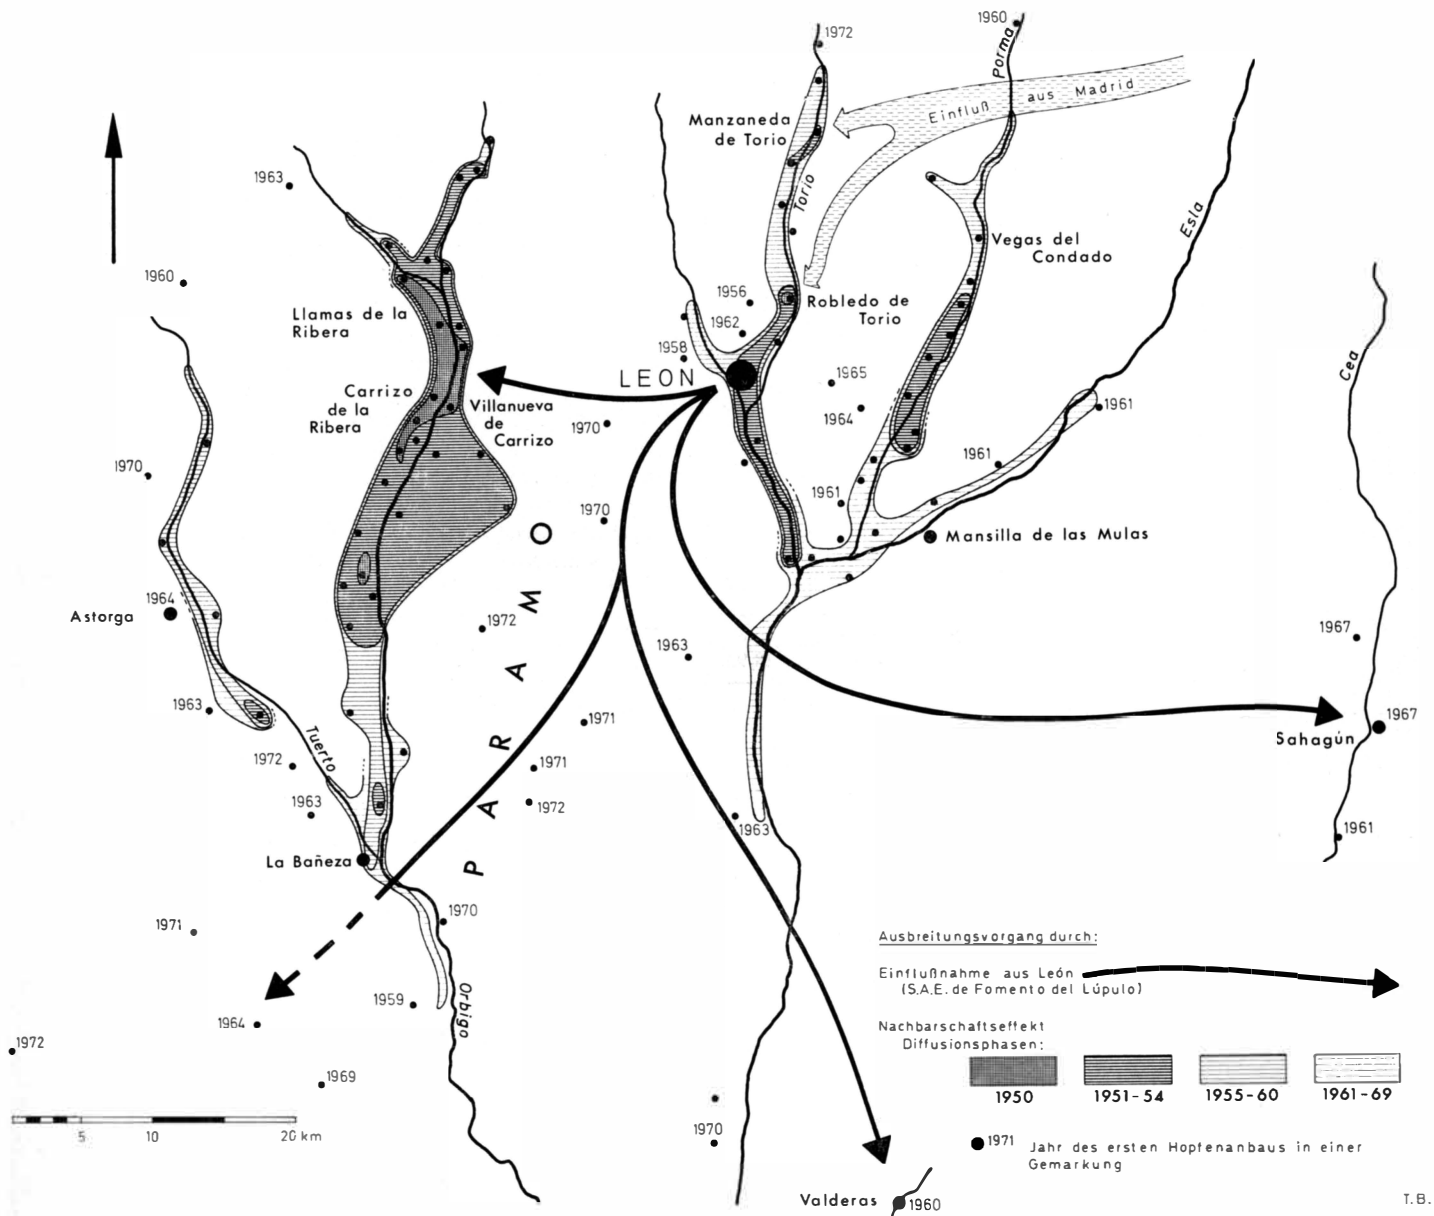 1960
1972
Porma
Einfluß aus Madrid
Manzaneda
de Torio
Torio
1963
Esla
Vegas del
Condado
1960
1956
Llamas de la
Ribera
Robledo de
Torio
1962
1958
Cea
LEON
1965
Carrizo
de la
Ribera
Villanueva
de
Carrizo
1964
1961
1970
1970
1961
1961
1970
Mansilla de las Mulas
PARAMO
1964
Astorga
1972
1963
1967
1963
1971
1967
Sahagún
Tuerto
1972
1971
1963
1972
1963
1961
La Bañeza
1970
1971
Ausbreitungsvorgang durch:
Einflußnahme aus León
(S.A.E. de Fomento del Lúpulo)
Orbigo
1959
1964
Nachbarschaftseffekt
Diffusionsphasen:
1972
1969
1950
1951-54
1955-60
1961-69
5
10
20 km
1970
1971
Jahr des ersten Hopfenanbaus in einer
Gemarkung
Valderas
1960
T.B.